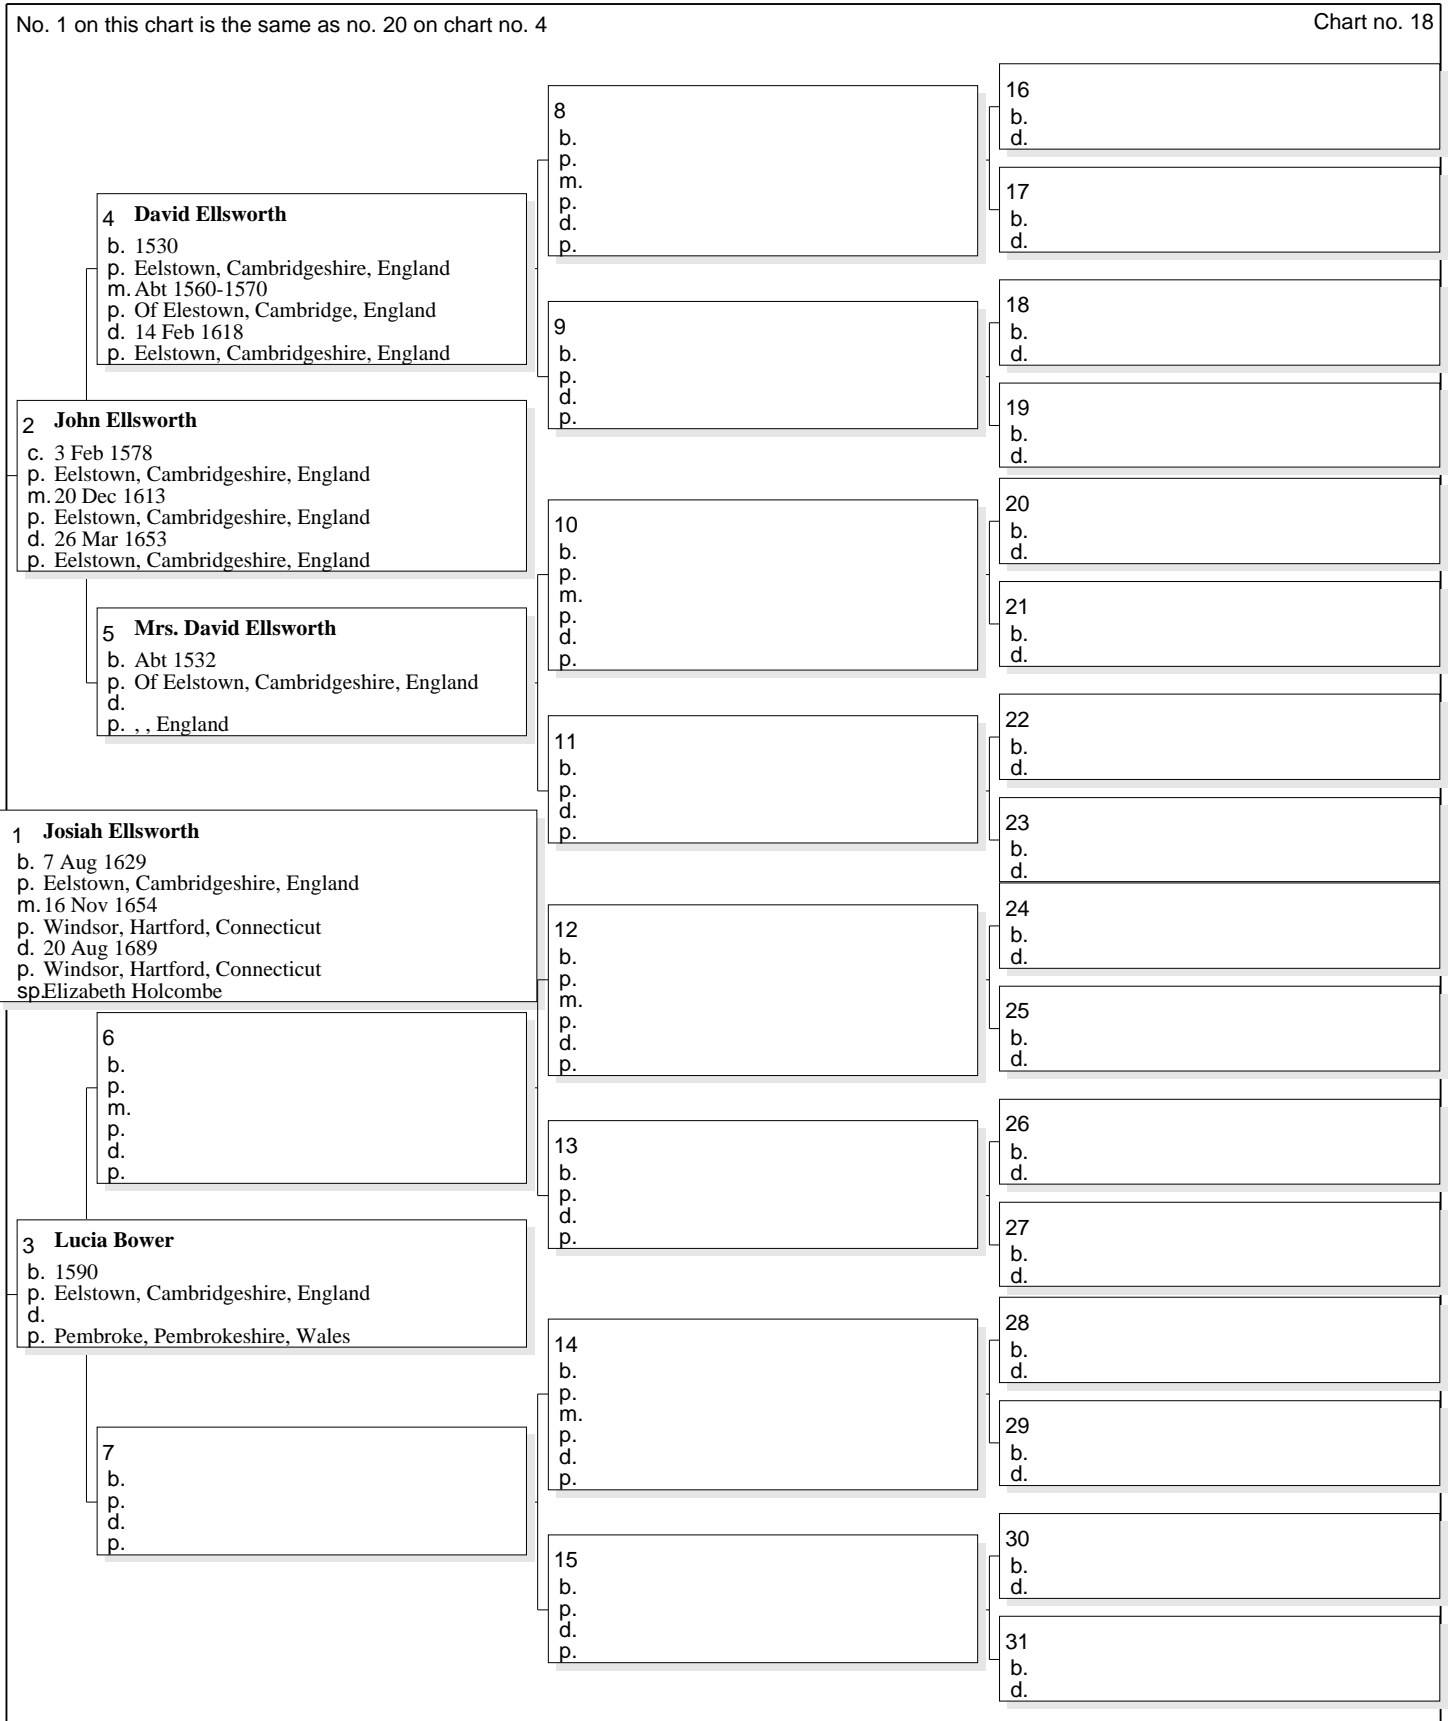 No. 1 on this chart is the same as no. 20 on chart no. 4
Chart no. 18
4 David Ellsworth
b. 1530
p. Eelstown, Cambridgeshire, England
m. Abt 1560-1570
p. Of Elestown, Cambridge, England
d. 14 Feb 1618
p. Eelstown, Cambridgeshire, England
2 John Ellsworth
c. 3 Feb 1578
p. Eelstown, Cambridgeshire, England
m. 20 Dec 1613
p. Eelstown, Cambridgeshire, England
d. 26 Mar 1653
p. Eelstown, Cambridgeshire, England
5 Mrs. David Ellsworth
b. Abt 1532
p. Of Eelstown, Cambridgeshire, England
d.
p. , , England
1 Josiah Ellsworth
b. 7 Aug 1629
p. Eelstown, Cambridgeshire, England
m. 16 Nov 1654
p. Windsor, Hartford, Connecticut
d. 20 Aug 1689
p. Windsor, Hartford, Connecticut
sp. Elizabeth Holcombe
6
b.
p.
m.
p.
d.
p.
3 Lucia Bower
b. 1590
p. Eelstown, Cambridgeshire, England
d.
p. Pembroke, Pembrokeshire, Wales
7
b.
p.
d.
p.
8
b.
p.
m.
p.
d.
p.
9
b.
p.
d.
p.
10
b.
p.
m.
p.
d.
p.
11
b.
p.
d.
p.
12
b.
p.
m.
p.
d.
p.
13
b.
p.
d.
p.
14
b.
p.
m.
p.
d.
p.
15
b.
p.
d.
p.
16
b.
d.
17
b.
d.
18
b.
d.
19
b.
d.
20
b.
d.
21
b.
d.
22
b.
d.
23
b.
d.
24
b.
d.
25
b.
d.
26
b.
d.
27
b.
d.
28
b.
d.
29
b.
d.
30
b.
d.
31
b.
d.